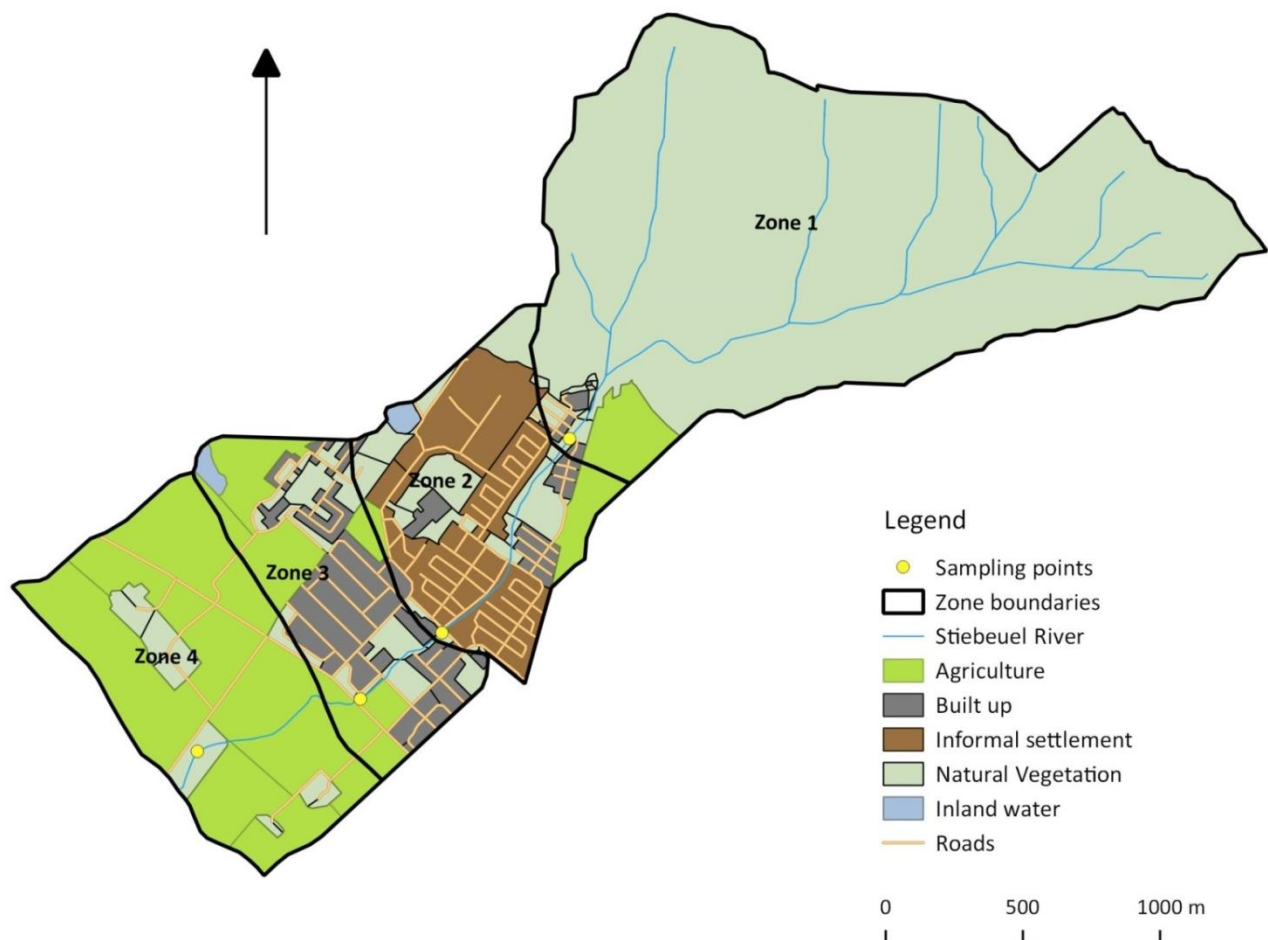 Zone 1
Zone 2
Zone 3
Zone 4
Legend
Sampling points
Zone boundaries
Stiebeuel River
Agriculture
Built up
Informal settlement
Natural Vegetation
Inland water
Roads
0 500 1000 m